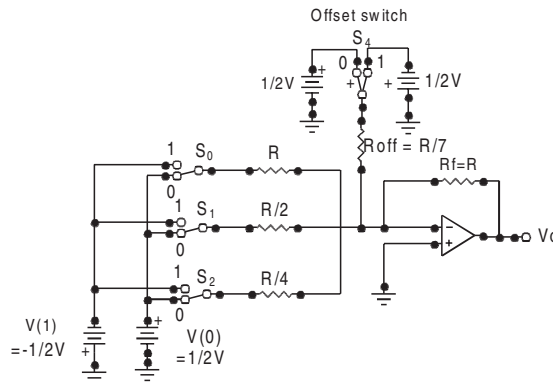 Offset switch
S4
0 1
+ + +
1/2V 1/2V
Roff = R/7
1 S0 R
0
Rf=R
1 S1 R/2
0
−
+
Vo
1 S2 R/4
0
V(1)
=-1/2V
+
+
V(0)
=1/2V